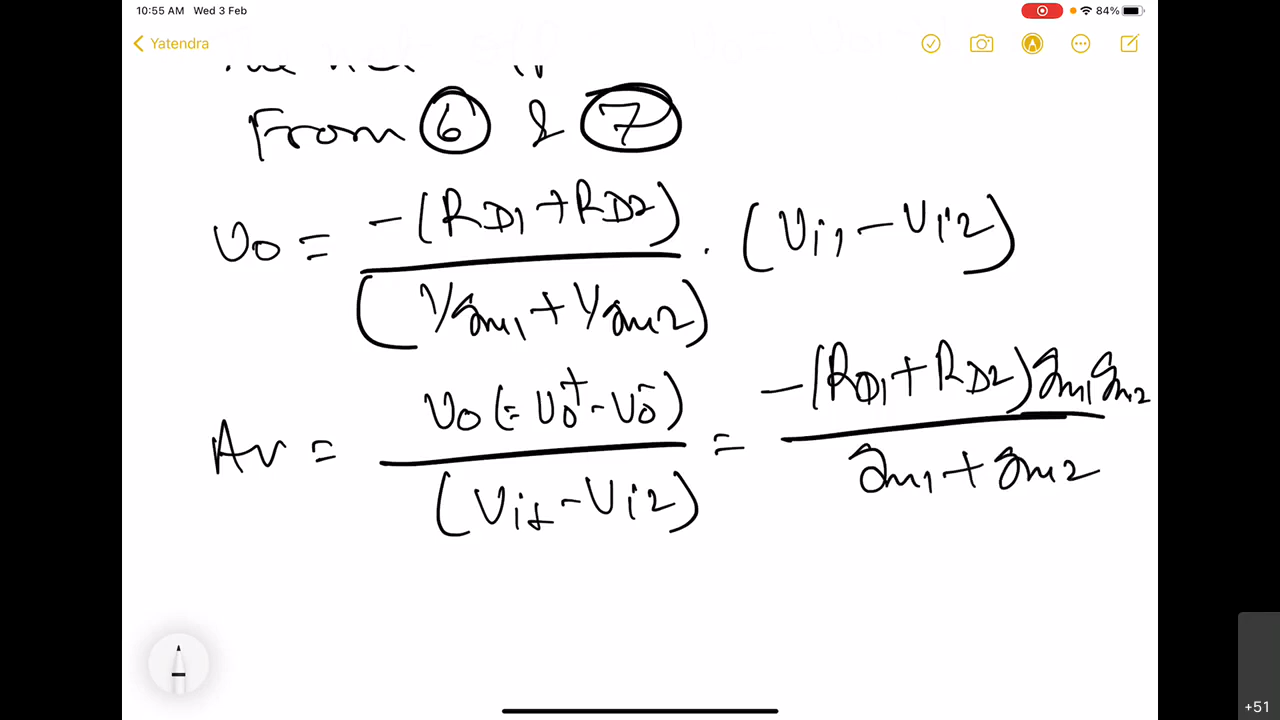 10:55 AM Wed 3 Feb 84%
Yatendra
From 6 & 7
Vo = -(RD1 + RD2) / (1/gm1 + 1/gm2) . (Vi1 - Vi2)
Av = Vo (= Vo+ - Vo-) / (Vi1 - Vi2) = -(RD1 + RD2) gm1 gm2 / gm1 + gm2
+51